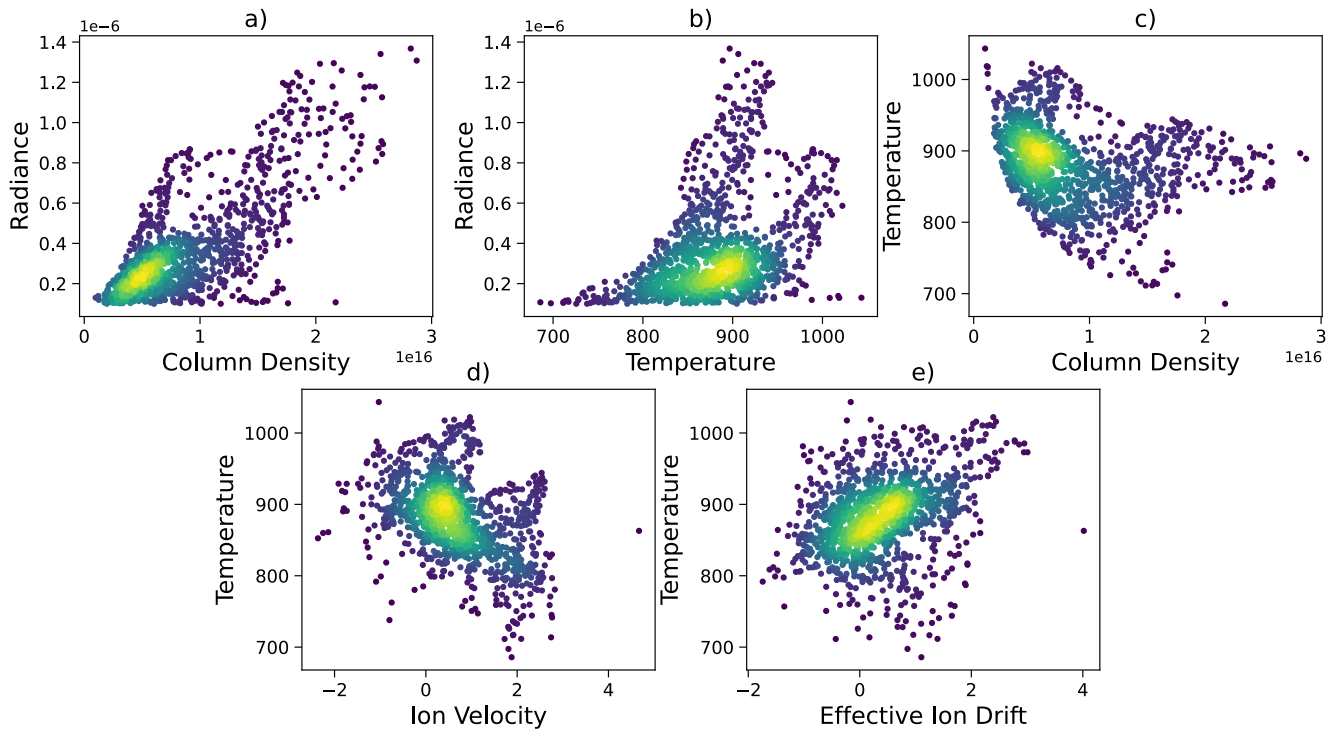 a)
1e−6
Radiance
1.4
1.2
1.0
0.8
0.6
0.4
0.2
0 1 2 3
1e16
Column Density
b)
1e−6
Radiance
1.4
1.2
1.0
0.8
0.6
0.4
0.2
700 800 900 1000
Temperature
c)
Temperature
1000
900
800
700
0 1 2 3
1e16
Column Density
d)
Temperature
1000
900
800
700
−2 0 2 4
Ion Velocity
e)
Temperature
1000
900
800
700
−2 0 2 4
Effective Ion Drift